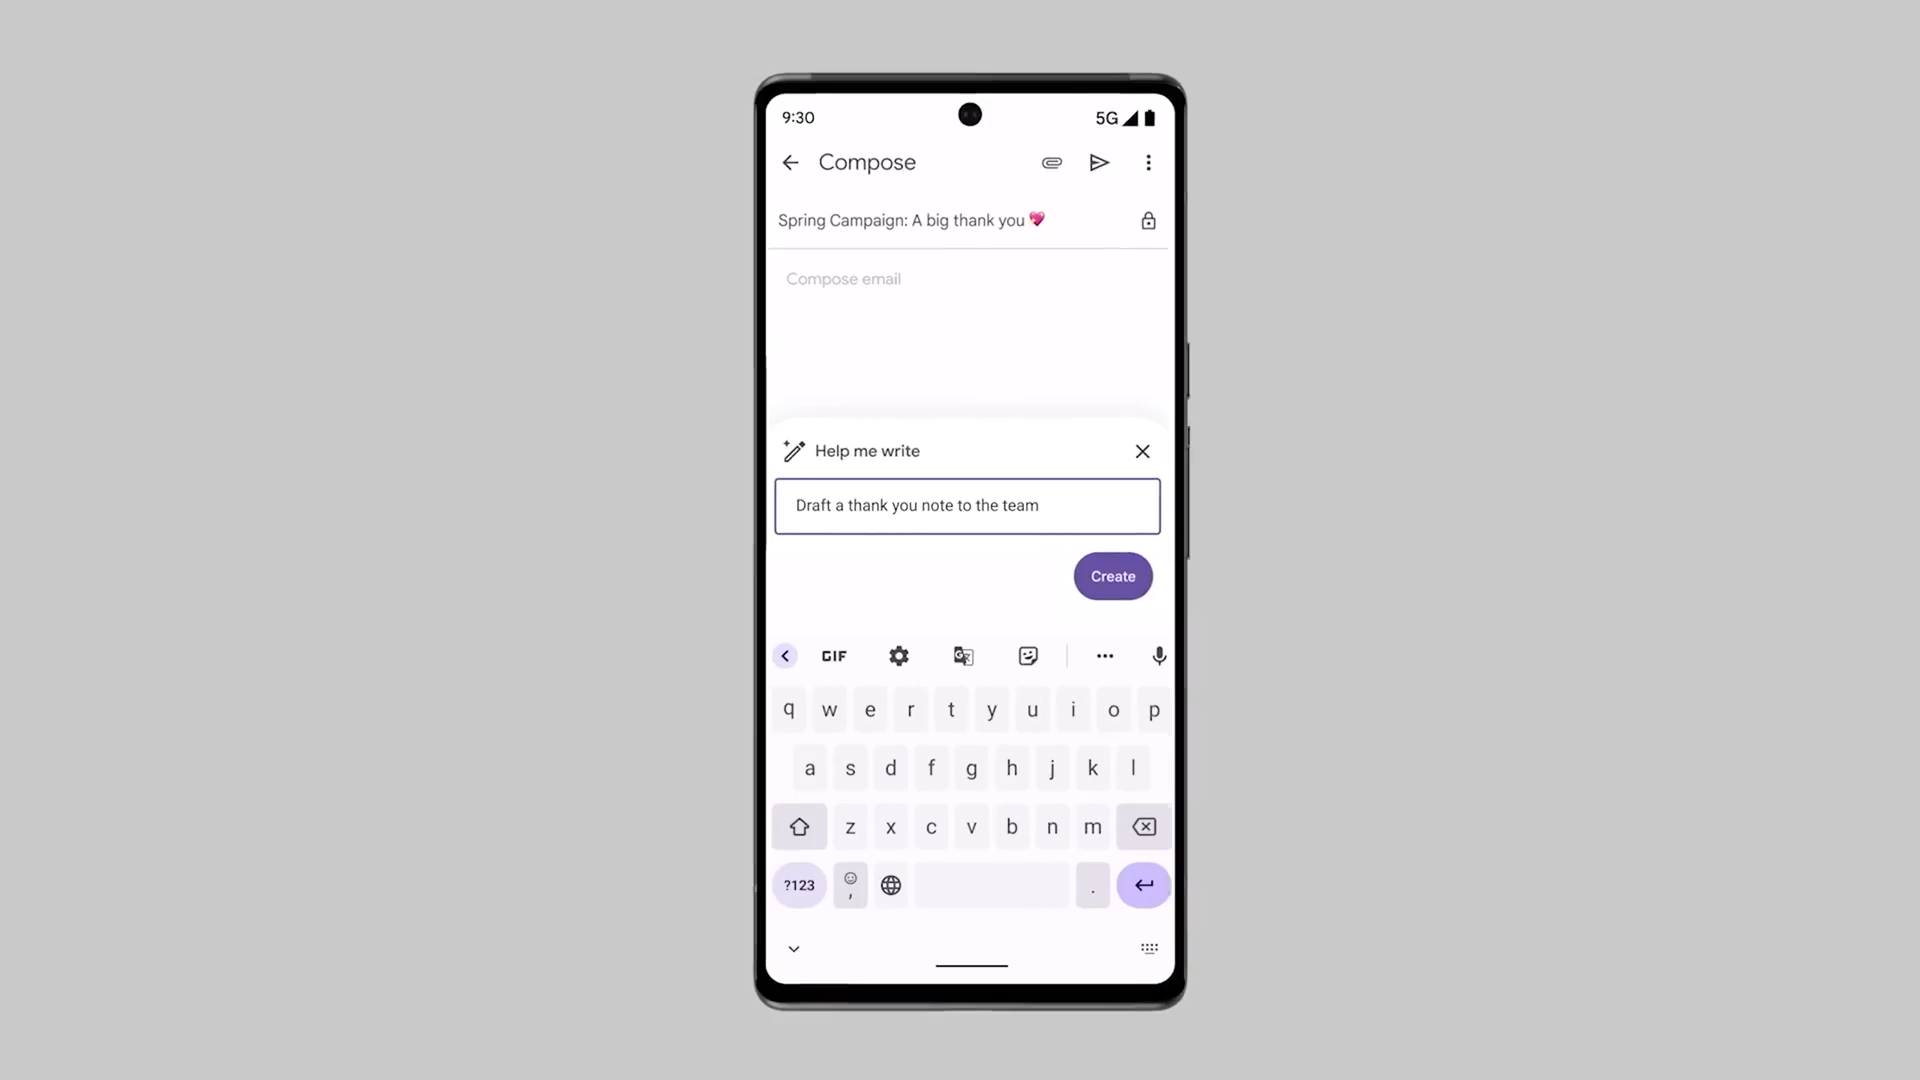 9:30 5G
Compose
Spring Campaign: A big thank you 💖
Compose email
Help me write
Draft a thank you note to the team
Create
GIF
q w e r t y u i o p
a s d f g h j k l
z x c v b n m
?123 , .